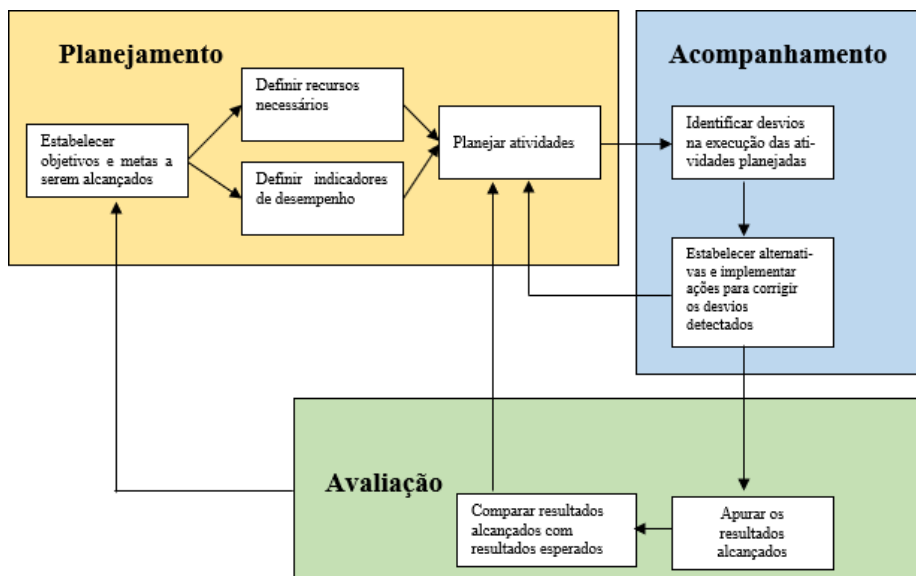 Planejamento
Estabelecer
objetivos e metas a
serem alcançados
Definir recursos
necessários
Definir indicadores
de desempenho
Planejar atividades
Acompanhamento
Identificar desvios
na execução das ati-
vidades planejadas
Estabelecer alternati-
vas e implementar
ações para corrigir
os desvios
detectados
Avaliação
Comparar resultados
alcançados com
resultados esperados
Apurar os
resultados
alcançados